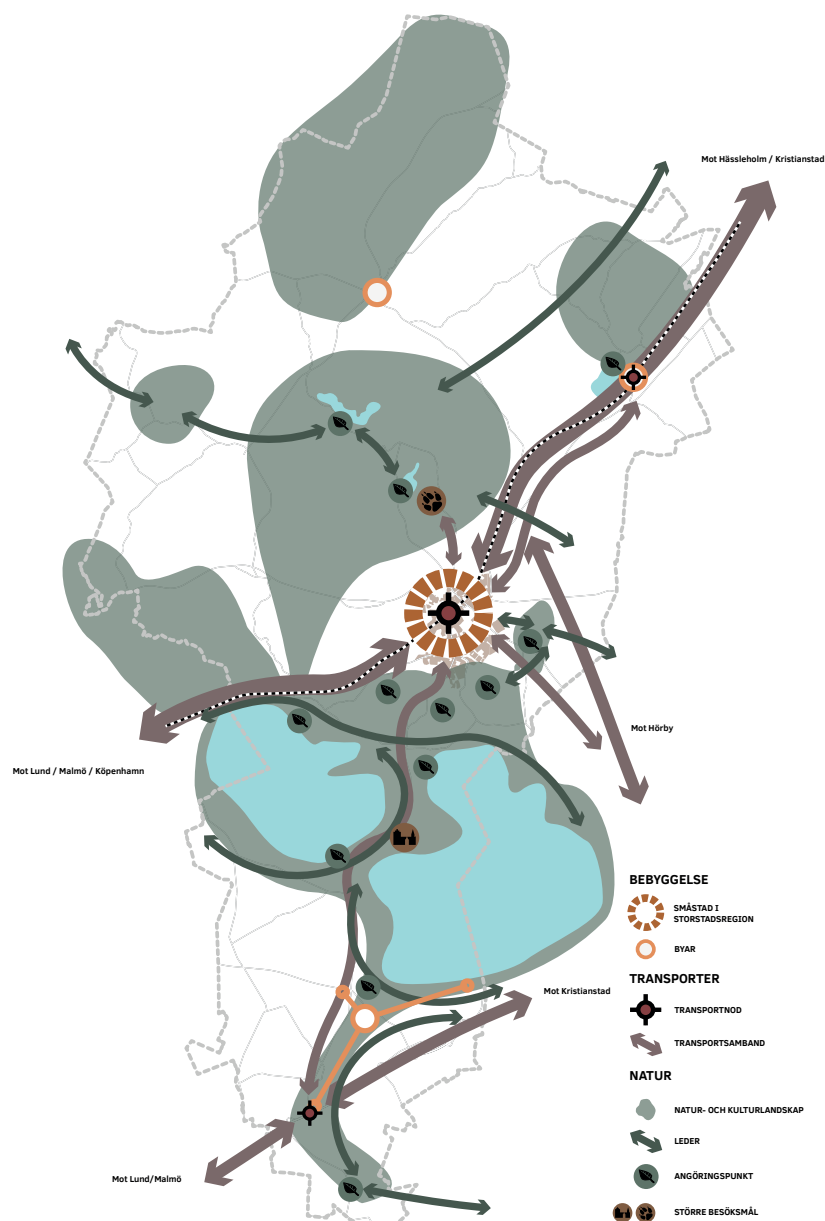 Mot Hässleholm / Kristianstad
Mot Hörby
Mot Lund / Malmö / Köpenhamn
Mot Kristianstad
Mot Lund/Malmö
BEBYGGELSE
SMÅSTAD I
STORSTADSREGION
BYAR
TRANSPORTER
TRANSPORTNOD
TRANSPORTSAMBAND
NATUR
NATUR- OCH KULTURLANDSKAP
LEDER
ANGÖRINGSPUNKT
STÖRRE BESÖKSMÅL